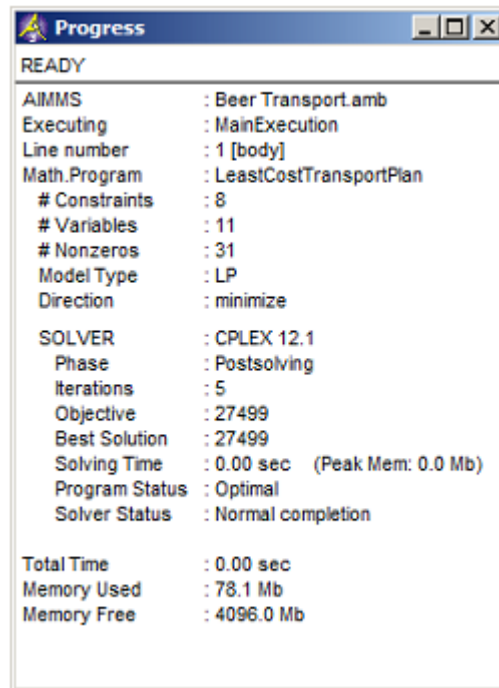 Progress
READY
AIMMS : Beer Transport.amb
Executing : MainExecution
Line number : 1 [body]
Math.Program : LeastCostTransportPlan
# Constraints : 8
# Variables : 11
# Nonzeros : 31
Model Type : LP
Direction : minimize
SOLVER : CPLEX 12.1
Phase : Postsolving
Iterations : 5
Objective : 27499
Best Solution : 27499
Solving Time : 0.00 sec (Peak Mem: 0.0 Mb)
Program Status : Optimal
Solver Status : Normal completion
Total Time : 0.00 sec
Memory Used : 78.1 Mb
Memory Free : 4096.0 Mb